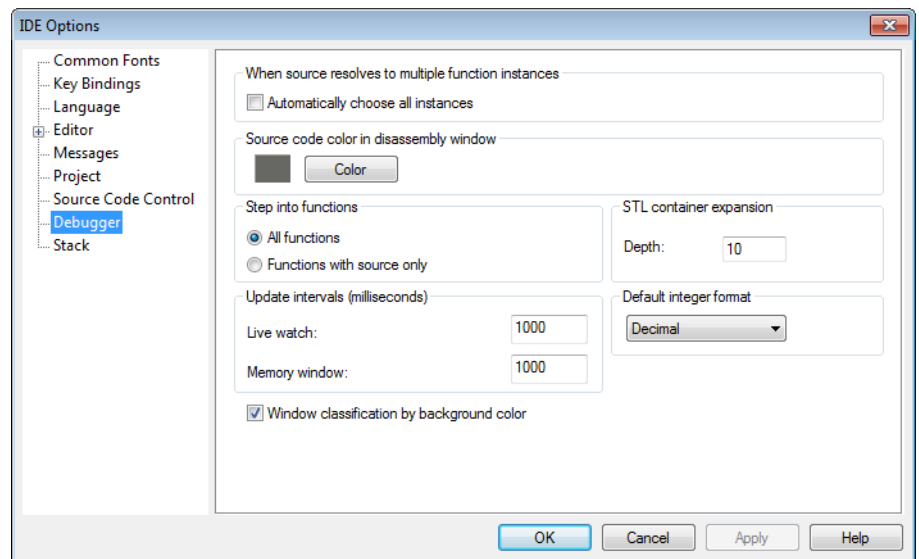 IDE Options
Common Fonts
Key Bindings
Language
Editor
Messages
Project
Source Code Control
Debugger
Stack
When source resolves to multiple function instances
Automatically choose all instances
Source code color in disassembly window
Color
Step into functions
All functions
Functions with source only
STL container expansion
Depth: 10
Update intervals (milliseconds)
Live watch: 1000
Memory window: 1000
Default integer format
Decimal
Window classification by background color
OK Cancel Apply Help